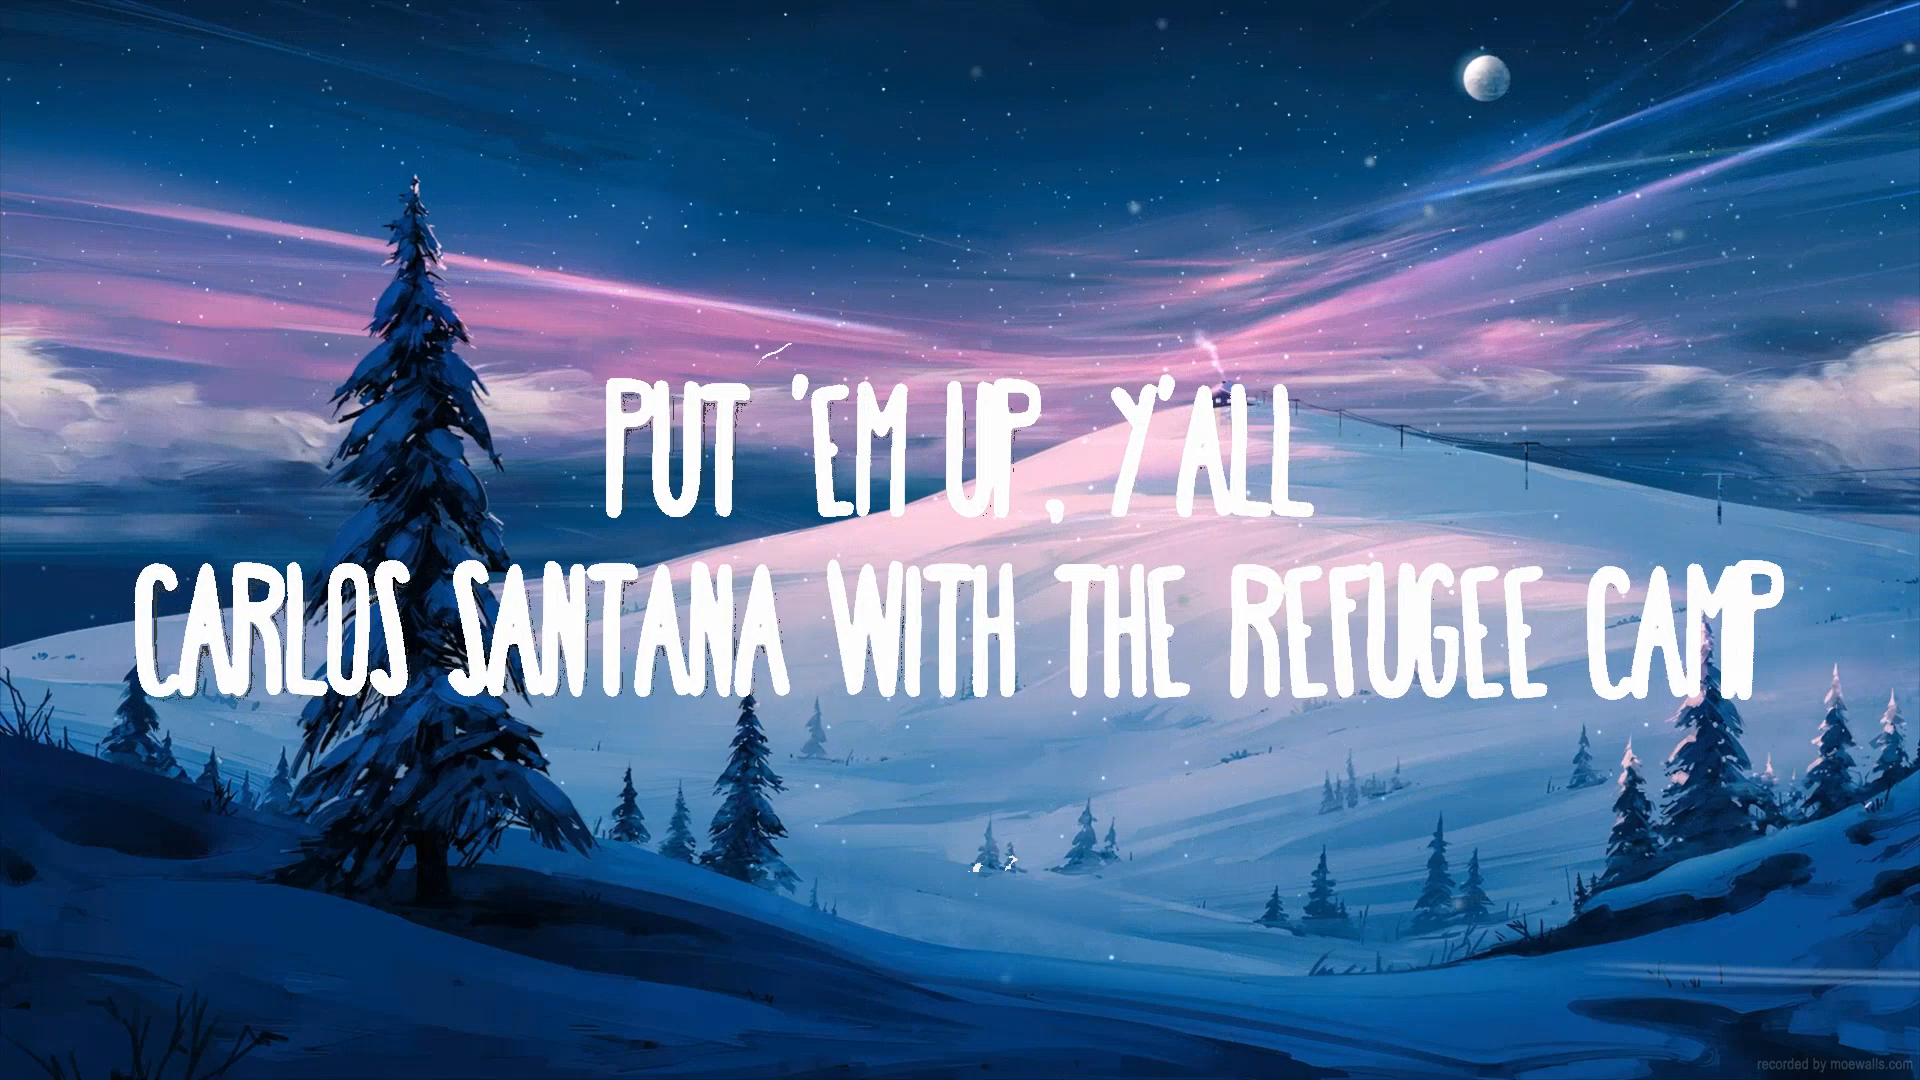 PUT 'EM UP, Y'ALL
CARLOS SANTANA WITH THE REFUGEE CAMP
recorded by moewalls.com